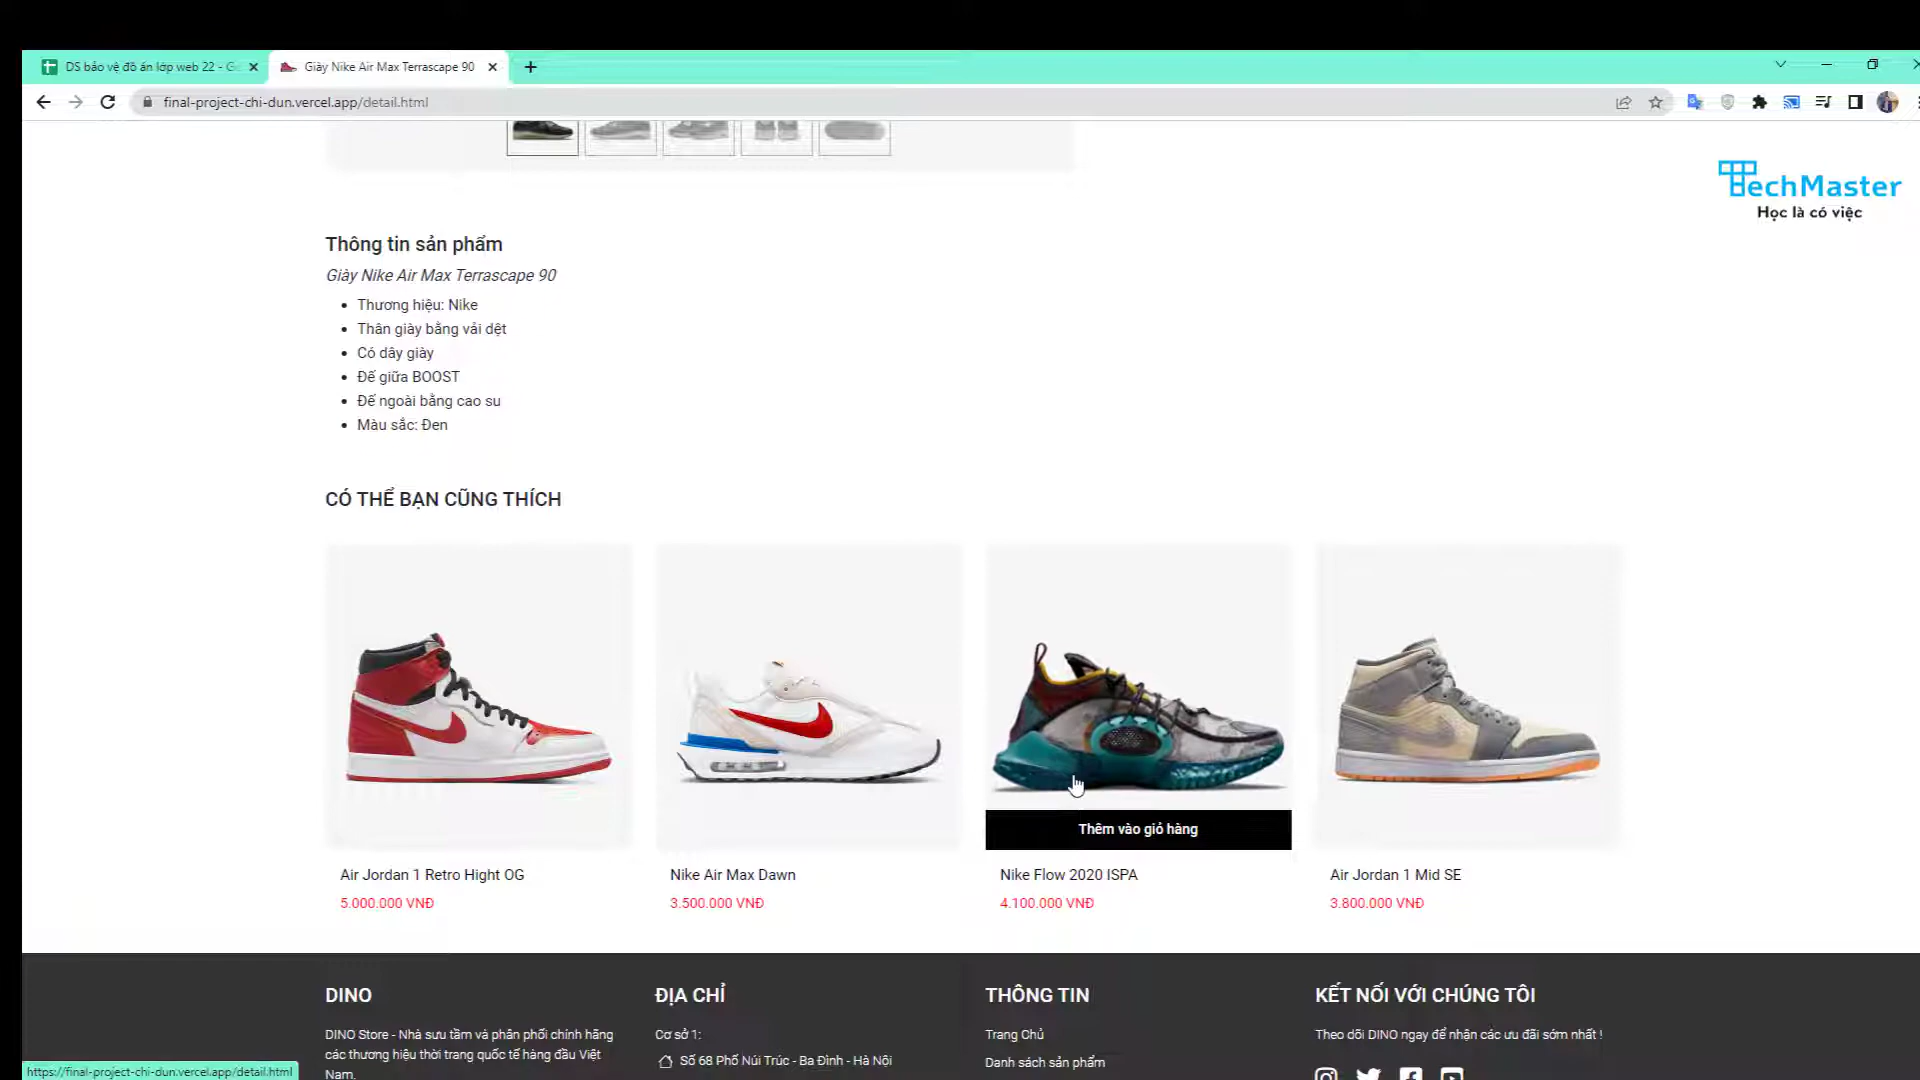 DS bảo vệ đồ án lớp web 22 - G
Giày Nike Air Max Terrascape 90
final-project-chi-dun.vercel.app/detail.html
TechMaster
Học là có việc
Thông tin sản phẩm
Giày Nike Air Max Terrascape 90
Thương hiệu: Nike
Thân giày bằng vải dệt
Có dây giày
Đế giữa BOOST
Đế ngoài bằng cao su
Màu sắc: Đen
CÓ THỂ BẠN CŨNG THÍCH
Thêm vào giỏ hàng
Air Jordan 1 Retro Hight OG
Nike Air Max Dawn
Nike Flow 2020 ISPA
Air Jordan 1 Mid SE
5.000.000 VNĐ
3.500.000 VNĐ
4.100.000 VNĐ
3.800.000 VNĐ
DINO
ĐỊA CHỈ
THÔNG TIN
KẾT NỐI VỚI CHÚNG TÔI
DINO Store - Nhà sưu tầm và phân phối chính hãng
các thương hiệu thời trang quốc tế hàng đầu Việt
Nam.
Cơ sở 1:
Số 68 Phố Núi Trúc - Ba Đình - Hà Nội
Trang Chủ
Danh sách sản phẩm
Theo dõi DINO ngay để nhận các ưu đãi sớm nhất !
https://final-project-chi-dun.vercel.app/detail.html